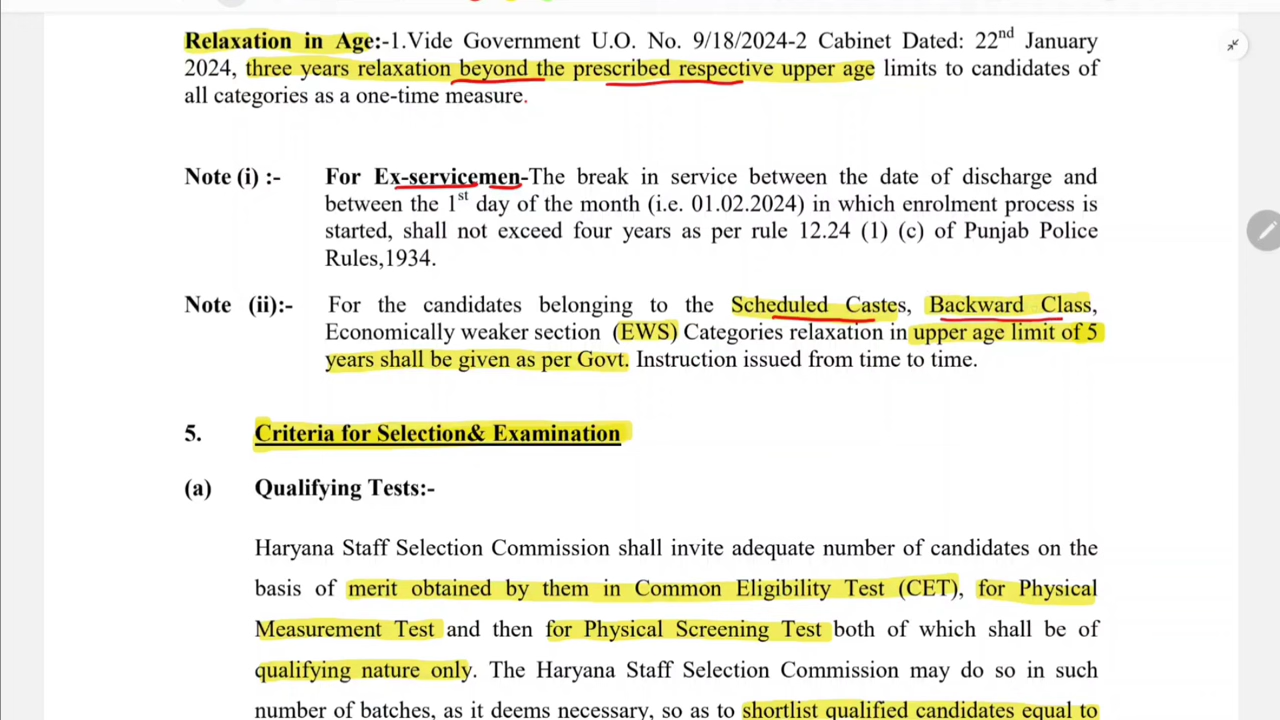 Relaxation in Age:-1.Vide Government U.O. No. 9/18/2024-2 Cabinet Dated: 22nd January
2024, three years relaxation beyond the prescribed respective upper age limits to candidates of
all categories as a one-time measure.
Note (i) :- For Ex-servicemen-The break in service between the date of discharge and
between the 1st day of the month (i.e. 01.02.2024) in which enrolment process is
started, shall not exceed four years as per rule 12.24 (1) (c) of Punjab Police
Rules,1934.
Note (ii):- For the candidates belonging to the Scheduled Castes, Backward Class,
Economically weaker section (EWS) Categories relaxation in upper age limit of 5
years shall be given as per Govt. Instruction issued from time to time.
5. Criteria for Selection& Examination
(a) Qualifying Tests:-
Haryana Staff Selection Commission shall invite adequate number of candidates on the
basis of merit obtained by them in Common Eligibility Test (CET), for Physical
Measurement Test and then for Physical Screening Test both of which shall be of
qualifying nature only. The Haryana Staff Selection Commission may do so in such
number of batches, as it deems necessary, so as to shortlist qualified candidates equal to